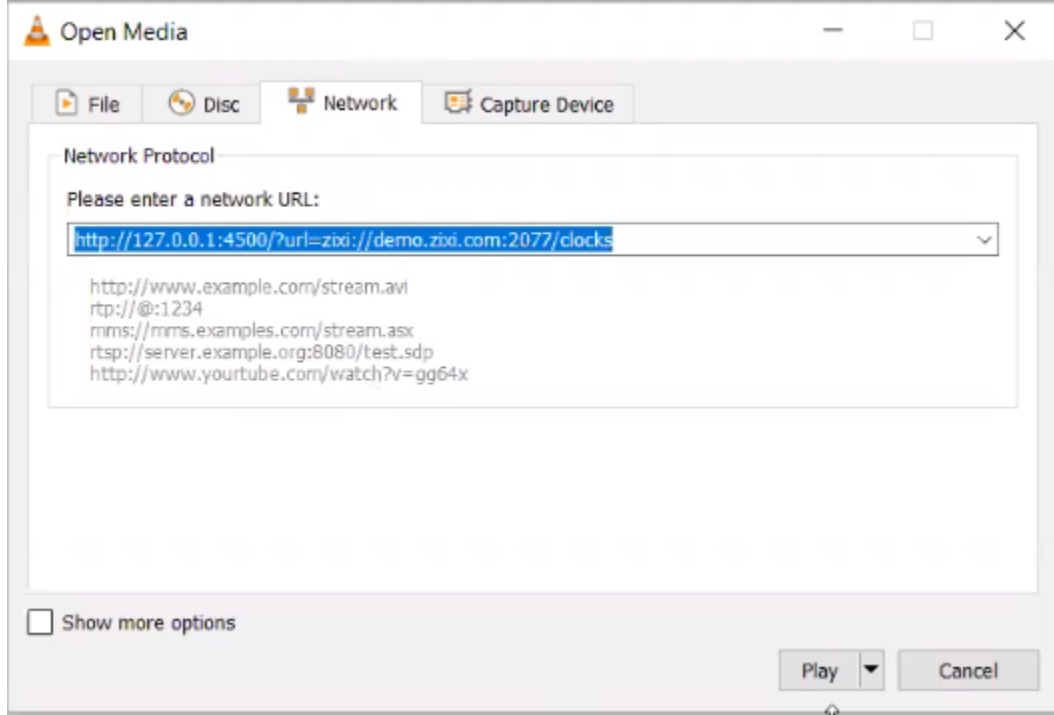 Open Media
File Disc Network Capture Device
Network Protocol
Please enter a network URL:
http://127.0.0.1:4500/?url=zixi://demo.zixi.com:2077/clocks
http://www.example.com/stream.avi
rtp://@:1234
mms://mms.examples.com/stream.asx
rtsp://server.example.org:8080/test.sdp
http://www.yourtube.com/watch?v=gg64x
Show more options
Play Cancel